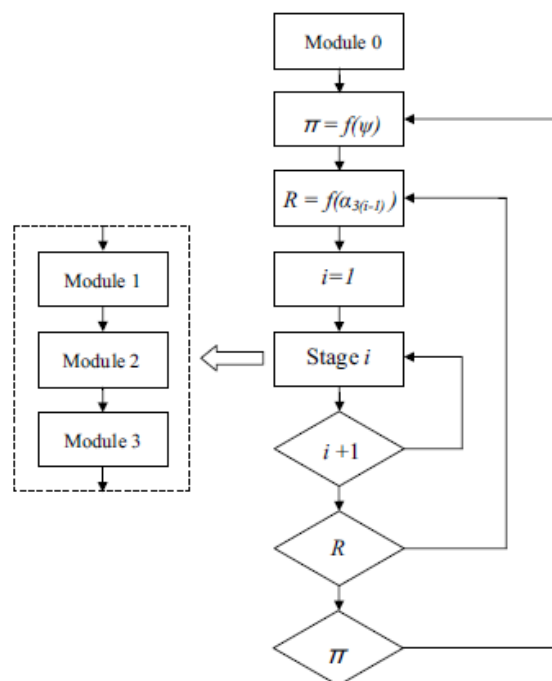 Module 0
π = f(ψ)
R = f(α3(i-1))
i=1
Stage i
i +1
R
π
Module 1
Module 2
Module 3